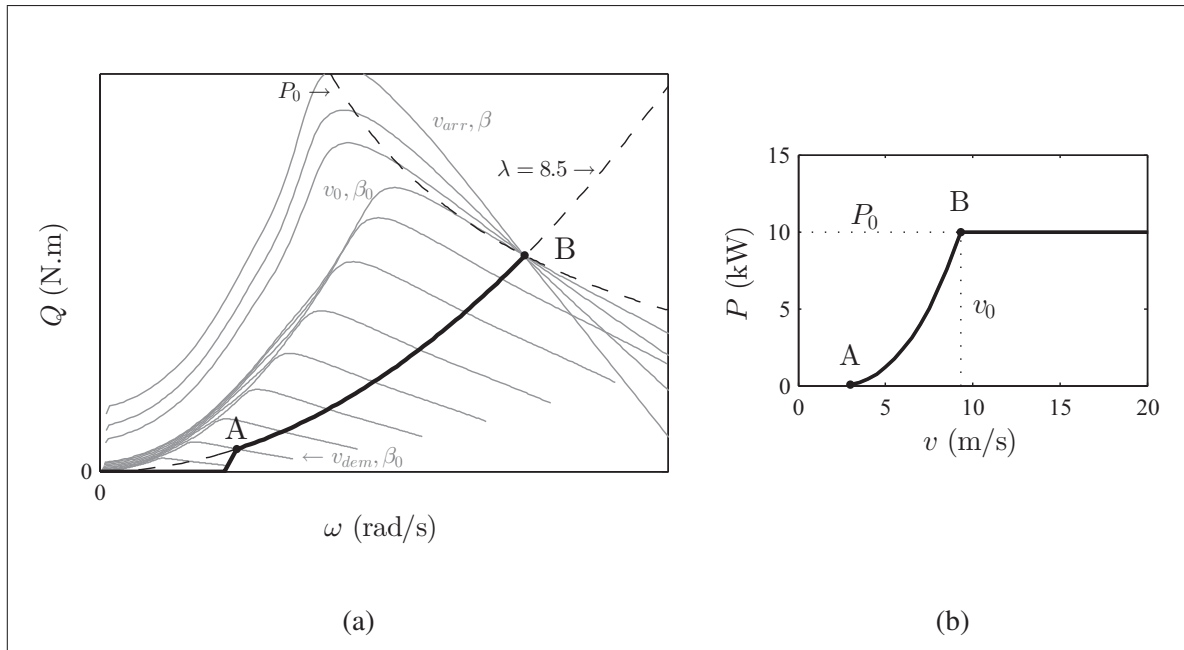 P₀ →
v_arr, β
λ = 8.5 →
v₀, β₀
B
A
← v_dem, β₀
Q (N.m)
0
0
ω (rad/s)
(a)
15
10
5
0
P (kW)
P₀
B
v₀
A
0
5
10
15
20
v (m/s)
(b)